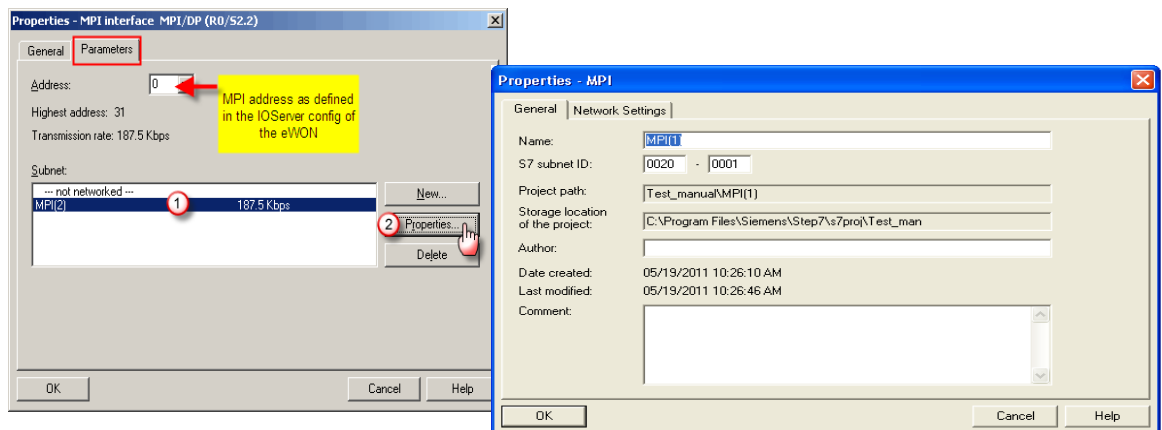 Properties - MPI interface MPI/DP (R0/S2.2)
General Parameters
Address: 0
MPI address as defined
in the IOServer config of
the eWON
Highest address: 31
Transmission rate: 187.5 Kbps
Subnet:
--- not networked ---
MPI(2) 1 187.5 Kbps
New...
2 Properties...
Delete
OK Cancel Help
Properties - MPI
General Network Settings
Name: MPI(1)
S7 subnet ID: 0020 - 0001
Project path: Test_manual\MPI(1)
Storage location
of the project: C:\Program Files\Siemens\Step7\s7proj\Test_man
Author:
Date created: 05/19/2011 10:26:10 AM
Last modified: 05/19/2011 10:26:46 AM
Comment:
OK Cancel Help